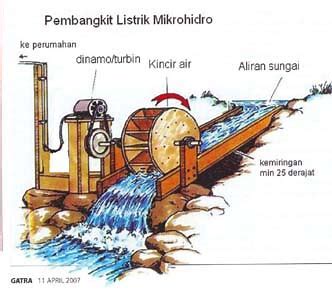 Pembangkit Listrik Mikrohidro
ke perumahan
dinamo/turbin
Kincir air
Aliran sungai
kemiringan
min 25 derajat
GATRA 11 APRIL 2007